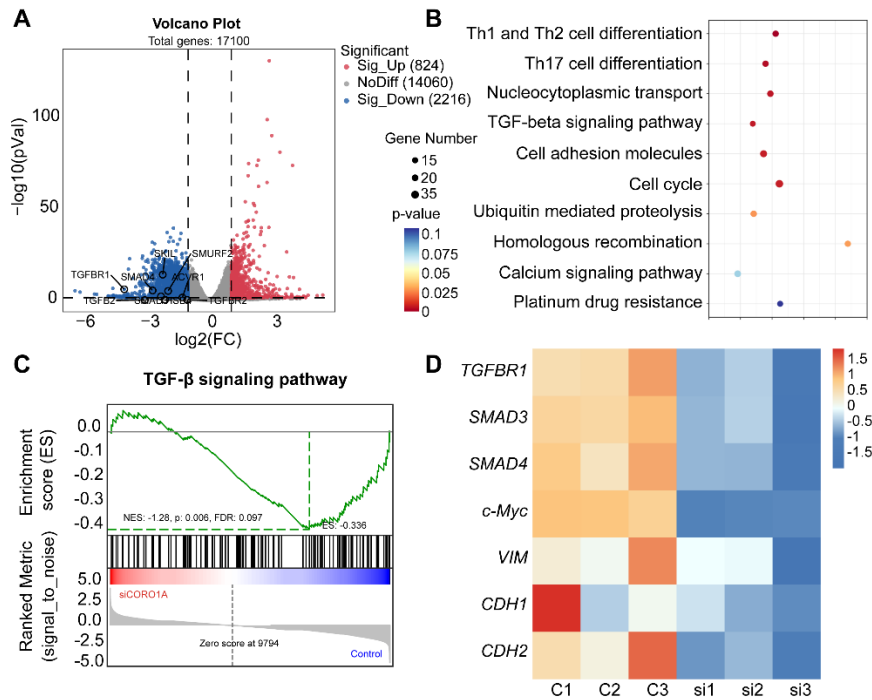 A
Volcano Plot
Total genes: 17100
−log10(pVal)
100
50
0
−6
−3
0
3
log2(FC)
SKIL
SMURF2
TGFBR1
SMAD4
ACVR1
TGFB2
TGFBR2
Significant
Sig_Up (824)
NoDiff (14060)
Sig_Down (2216)
Gene Number
15
20
35
p-value
0.1
0.075
0.05
0.025
0
B
Th1 and Th2 cell differentiation
Th17 cell differentiation
Nucleocytoplasmic transport
TGF-beta signaling pathway
Cell adhesion molecules
Cell cycle
Ubiquitin mediated proteolysis
Homologous recombination
Calcium signaling pathway
Platinum drug resistance
C
TGF-β signaling pathway
Enrichment
score (ES)
0.0
-0.1
-0.2
-0.3
-0.4
NES: -1.28, p: 0.006, FDR: 0.097
ES: -0.336
Ranked Metric
(signal_to_noise)
5.0
2.5
0.0
-2.5
-5.0
siCORO1A
Zero score at 9794
Control
D
TGFBR1
SMAD3
SMAD4
c-Myc
VIM
CDH1
CDH2
C1 C2 C3 si1 si2 si3
1.5
1
0.5
0
-0.5
-1
-1.5